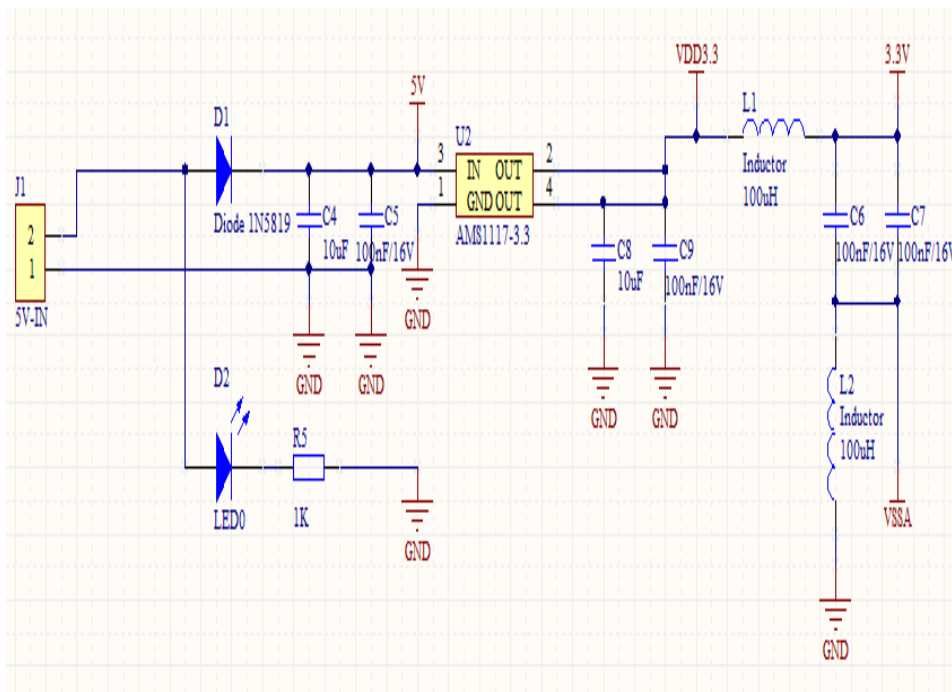 VDD3.3
3.3V
5V
D1
L1
U2
3
2
IN OUT
1
4
GND OUT
Inductor
100uH
J1
2
1
5V-IN
Diode 1N5819
C4
10uF
C5
100nF/16V
AMS1117-3.3
C8
10uF
C9
100nF/16V
C6
100nF/16V
C7
100nF/16V
GND
GND
GND
GND
GND
D2
LED0
R5
1K
GND
L2
Inductor
100uH
VSSA
GND